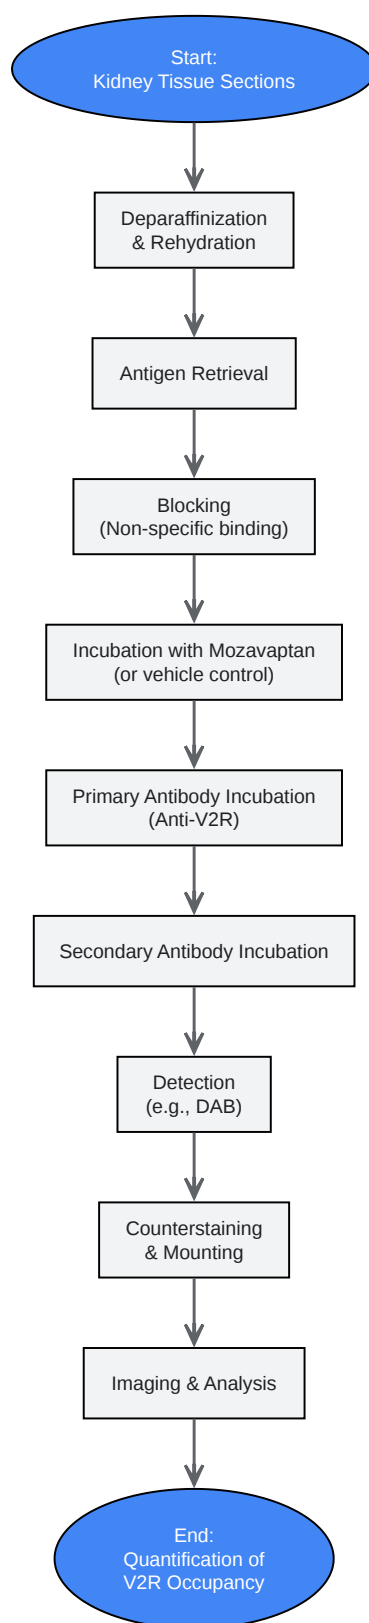 Start:
Kidney Tissue Sections
Deparaffinization
& Rehydration
Antigen Retrieval
Blocking
(Non-specific binding)
Incubation with Mozavaptan
(or vehicle control)
Primary Antibody Incubation
(Anti-V2R)
Secondary Antibody Incubation
Detection
(e.g., DAB)
Counterstaining
& Mounting
Imaging & Analysis
End:
Quantification of
V2R Occupancy